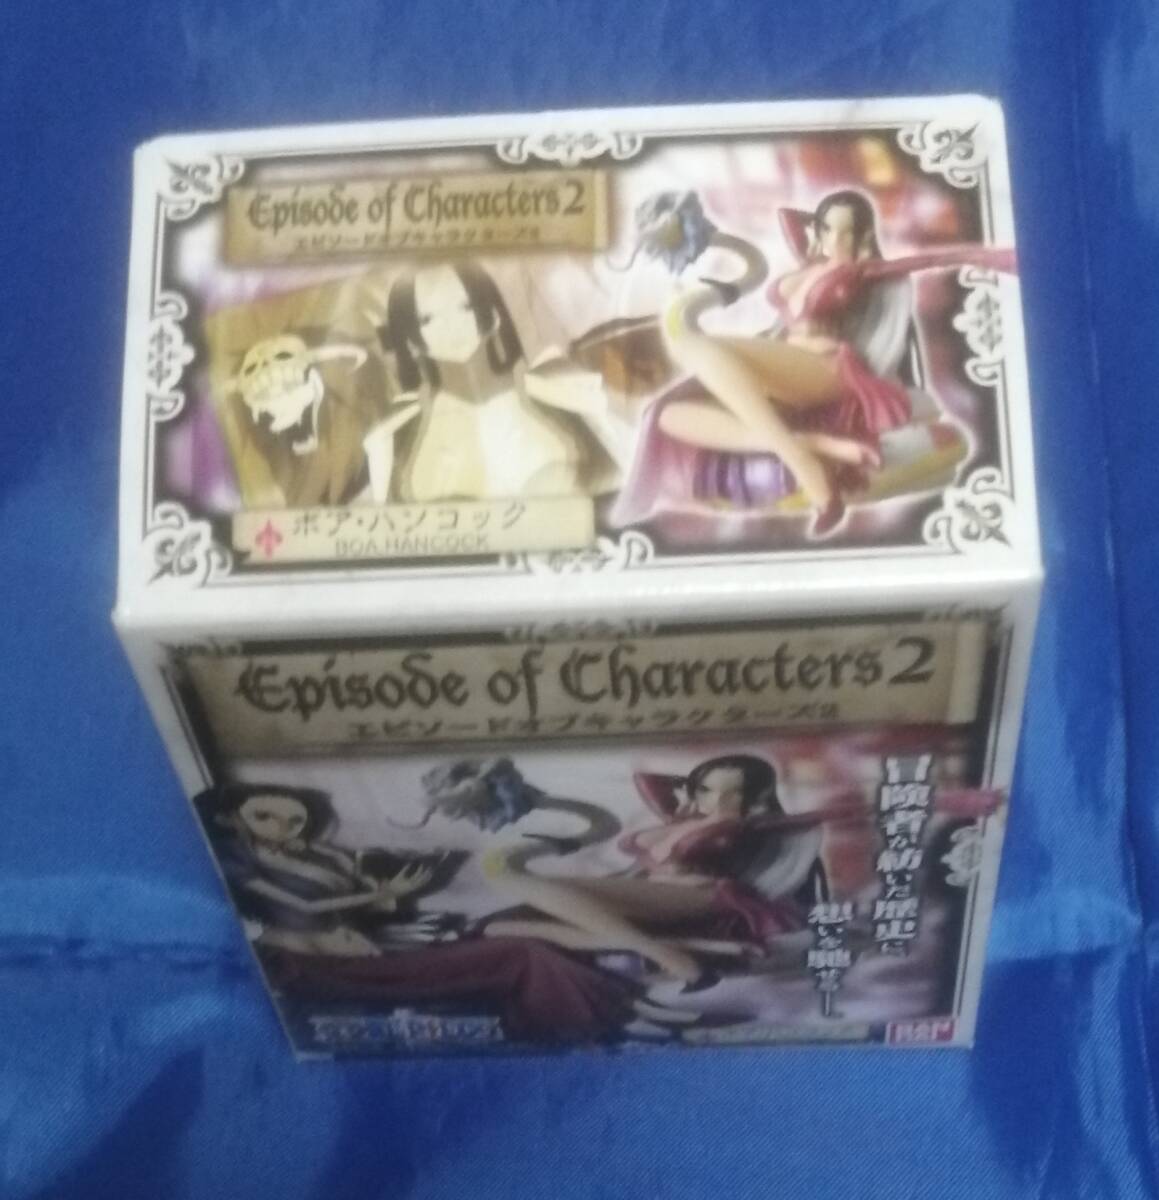 Episode of Characters 2
エピソードオブキャラクターズ2
ボア・ハンコック
BOA.HANCOCK
Episode of Characters 2
エピソードオブキャラクターズ2
冒険者が紡いだ歴史に、
想いを馳せる―
ONE PIECE
BAN